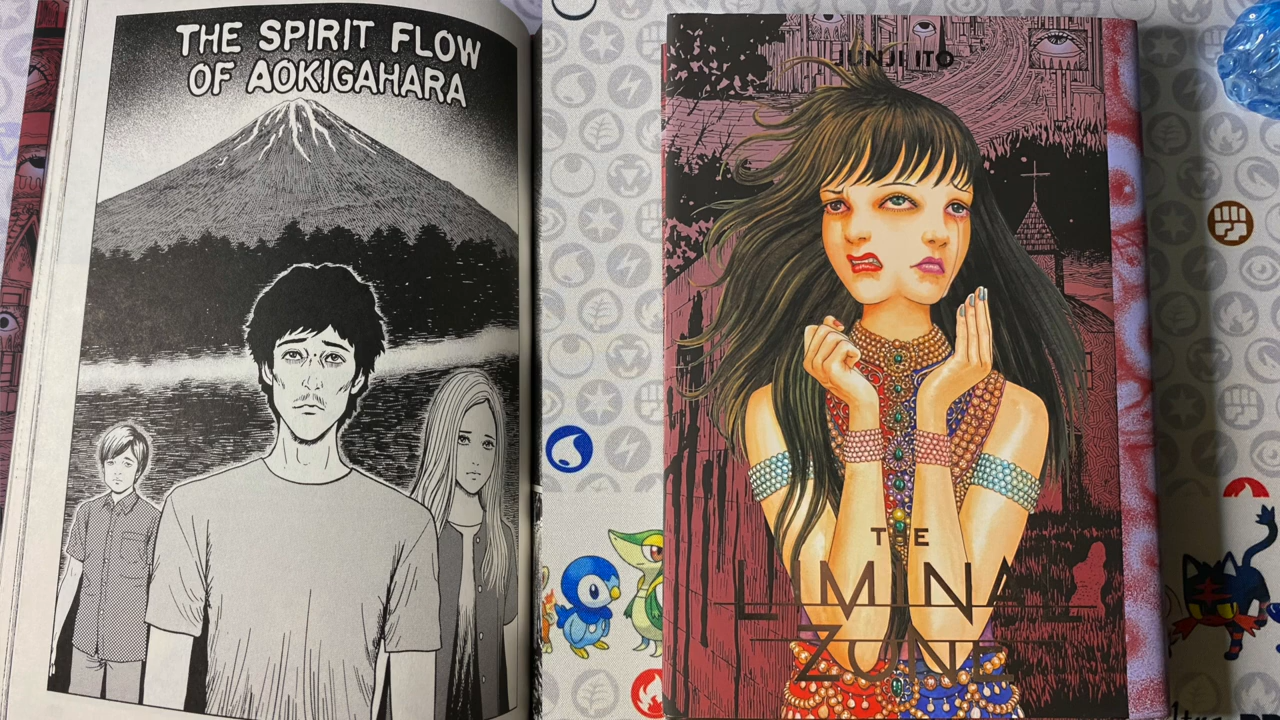 THE SPIRIT FLOW
OF AOKIGAHARA
JUNJI ITO
THE
LIMINAL
ZONE